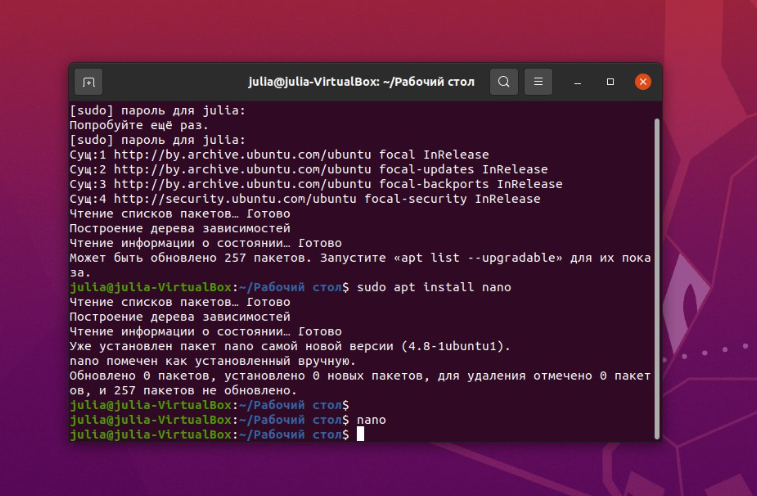 julia@julia-VirtualBox: ~/Рабочий стол
[sudo] пароль для julia:
Попробуйте ещё раз.
[sudo] пароль для julia:
Сущ:1 http://by.archive.ubuntu.com/ubuntu focal InRelease
Сущ:2 http://by.archive.ubuntu.com/ubuntu focal-updates InRelease
Сущ:3 http://by.archive.ubuntu.com/ubuntu focal-backports InRelease
Сущ:4 http://security.ubuntu.com/ubuntu focal-security InRelease
Чтение списков пакетов… Готово
Построение дерева зависимостей
Чтение информации о состоянии… Готово
Может быть обновлено 257 пакетов. Запустите «apt list --upgradable» для их пока
за.
julia@julia-VirtualBox:~/Рабочий стол$ sudo apt install nano
Чтение списков пакетов… Готово
Построение дерева зависимостей
Чтение информации о состоянии… Готово
Уже установлен пакет nano самой новой версии (4.8-1ubuntu1).
nano помечен как установленный вручную.
Обновлено 0 пакетов, установлено 0 новых пакетов, для удаления отмечено 0 пакет
ов, и 257 пакетов не обновлено.
julia@julia-VirtualBox:~/Рабочий стол$
julia@julia-VirtualBox:~/Рабочий стол$ nano
julia@julia-VirtualBox:~/Рабочий стол$